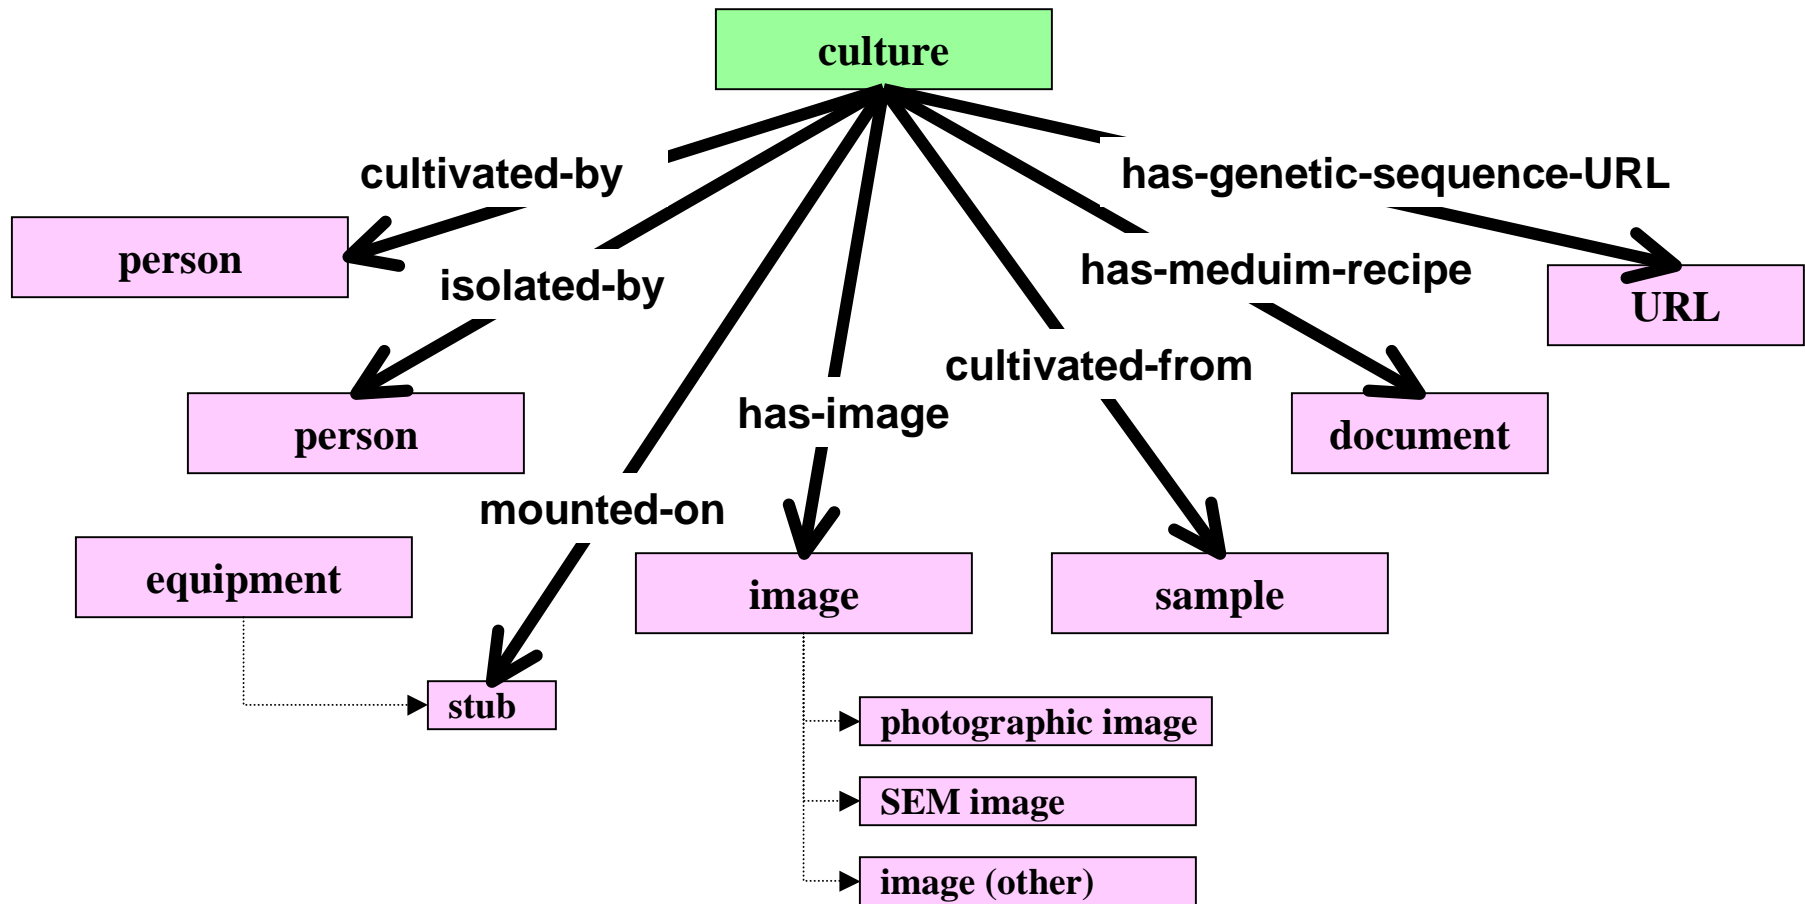 culture
cultivated-by
has-genetic-sequence-URL
person
isolated-by
has-meduim-recipe
URL
cultivated-from
has-image
person
document
mounted-on
equipment
image
sample
stub
photographic image
SEM image
image (other)